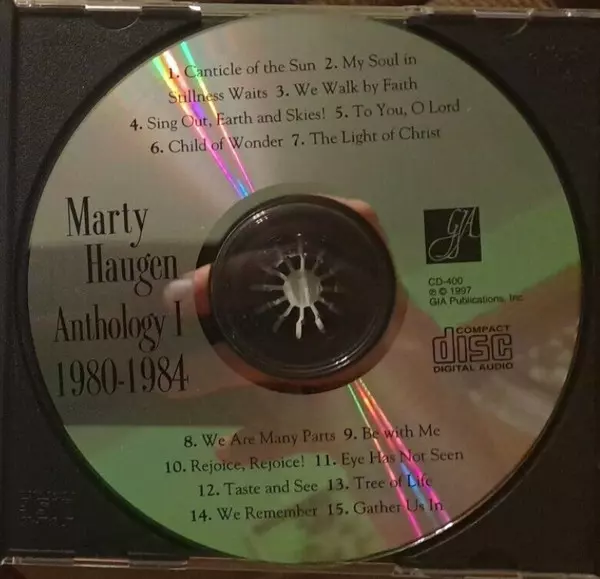 1. Canticle of the Sun 2. My Soul in
Stillness Waits 3. We Walk by Faith
4. Sing Out, Earth and Skies! 5. To You, O Lord
6. Child of Wonder 7. The Light of Christ
Marty
Haugen
Anthology I
1980-1984
GIA
CD-400
℗ © 1997
GIA Publications, Inc.
COMPACT
disc
DIGITAL AUDIO
8. We Are Many Parts 9. Be with Me
10. Rejoice, Rejoice! 11. Eye Has Not Seen
12. Taste and See 13. Tree of Life
14. We Remember 15. Gather Us In